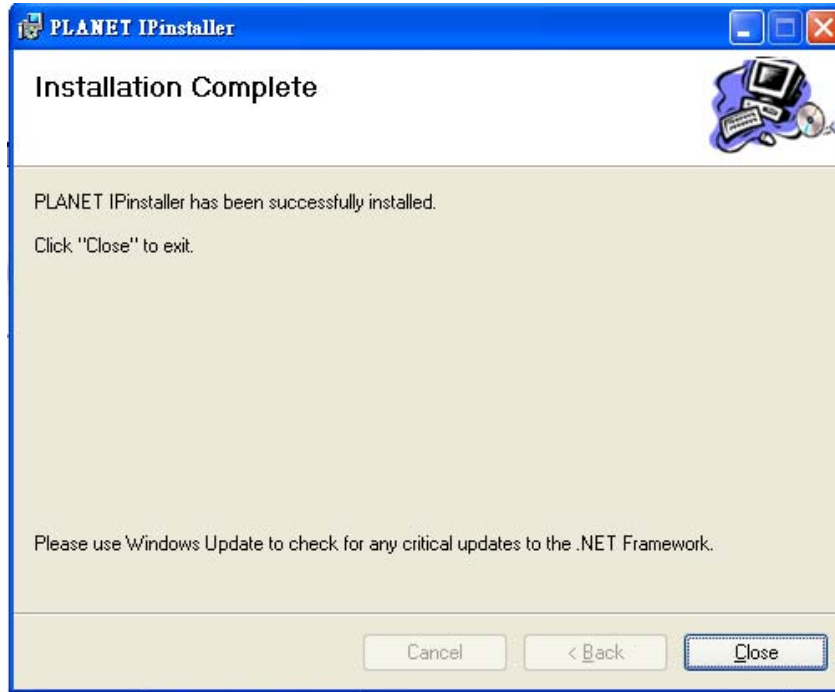 PLANET IPinstaller
Installation Complete
PLANET IPinstaller has been successfully installed.
Click "Close" to exit.
Please use Windows Update to check for any critical updates to the .NET Framework.
Cancel
< Back
Close